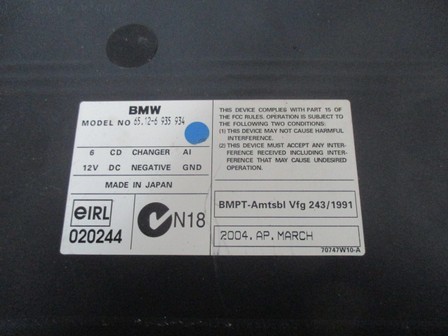 BMW
MODEL NO 65.12-6 935 934
6 CD CHANGER AI
12V DC NEGATIVE GND
MADE IN JAPAN
eIRL
020244
N18
THIS DEVICE COMPLIES WITH PART 15 OF
THE FCC RULES. OPERATION IS SUBJECT TO
THE FOLLOWING TWO CONDITIONS:
(1) THIS DEVICE MAY NOT CAUSE HARMFUL
INTERFERENCE.
(2) THIS DEVICE MUST ACCEPT ANY INTER-
FERENCE RECEIVED INCLUDING INTER-
FERENCE THAT MAY CAUSE UNDESIRED
OPERATION.
BMPT-Amtsbl Vfg 243/1991
2004.AP.MARCH
70747W10-A